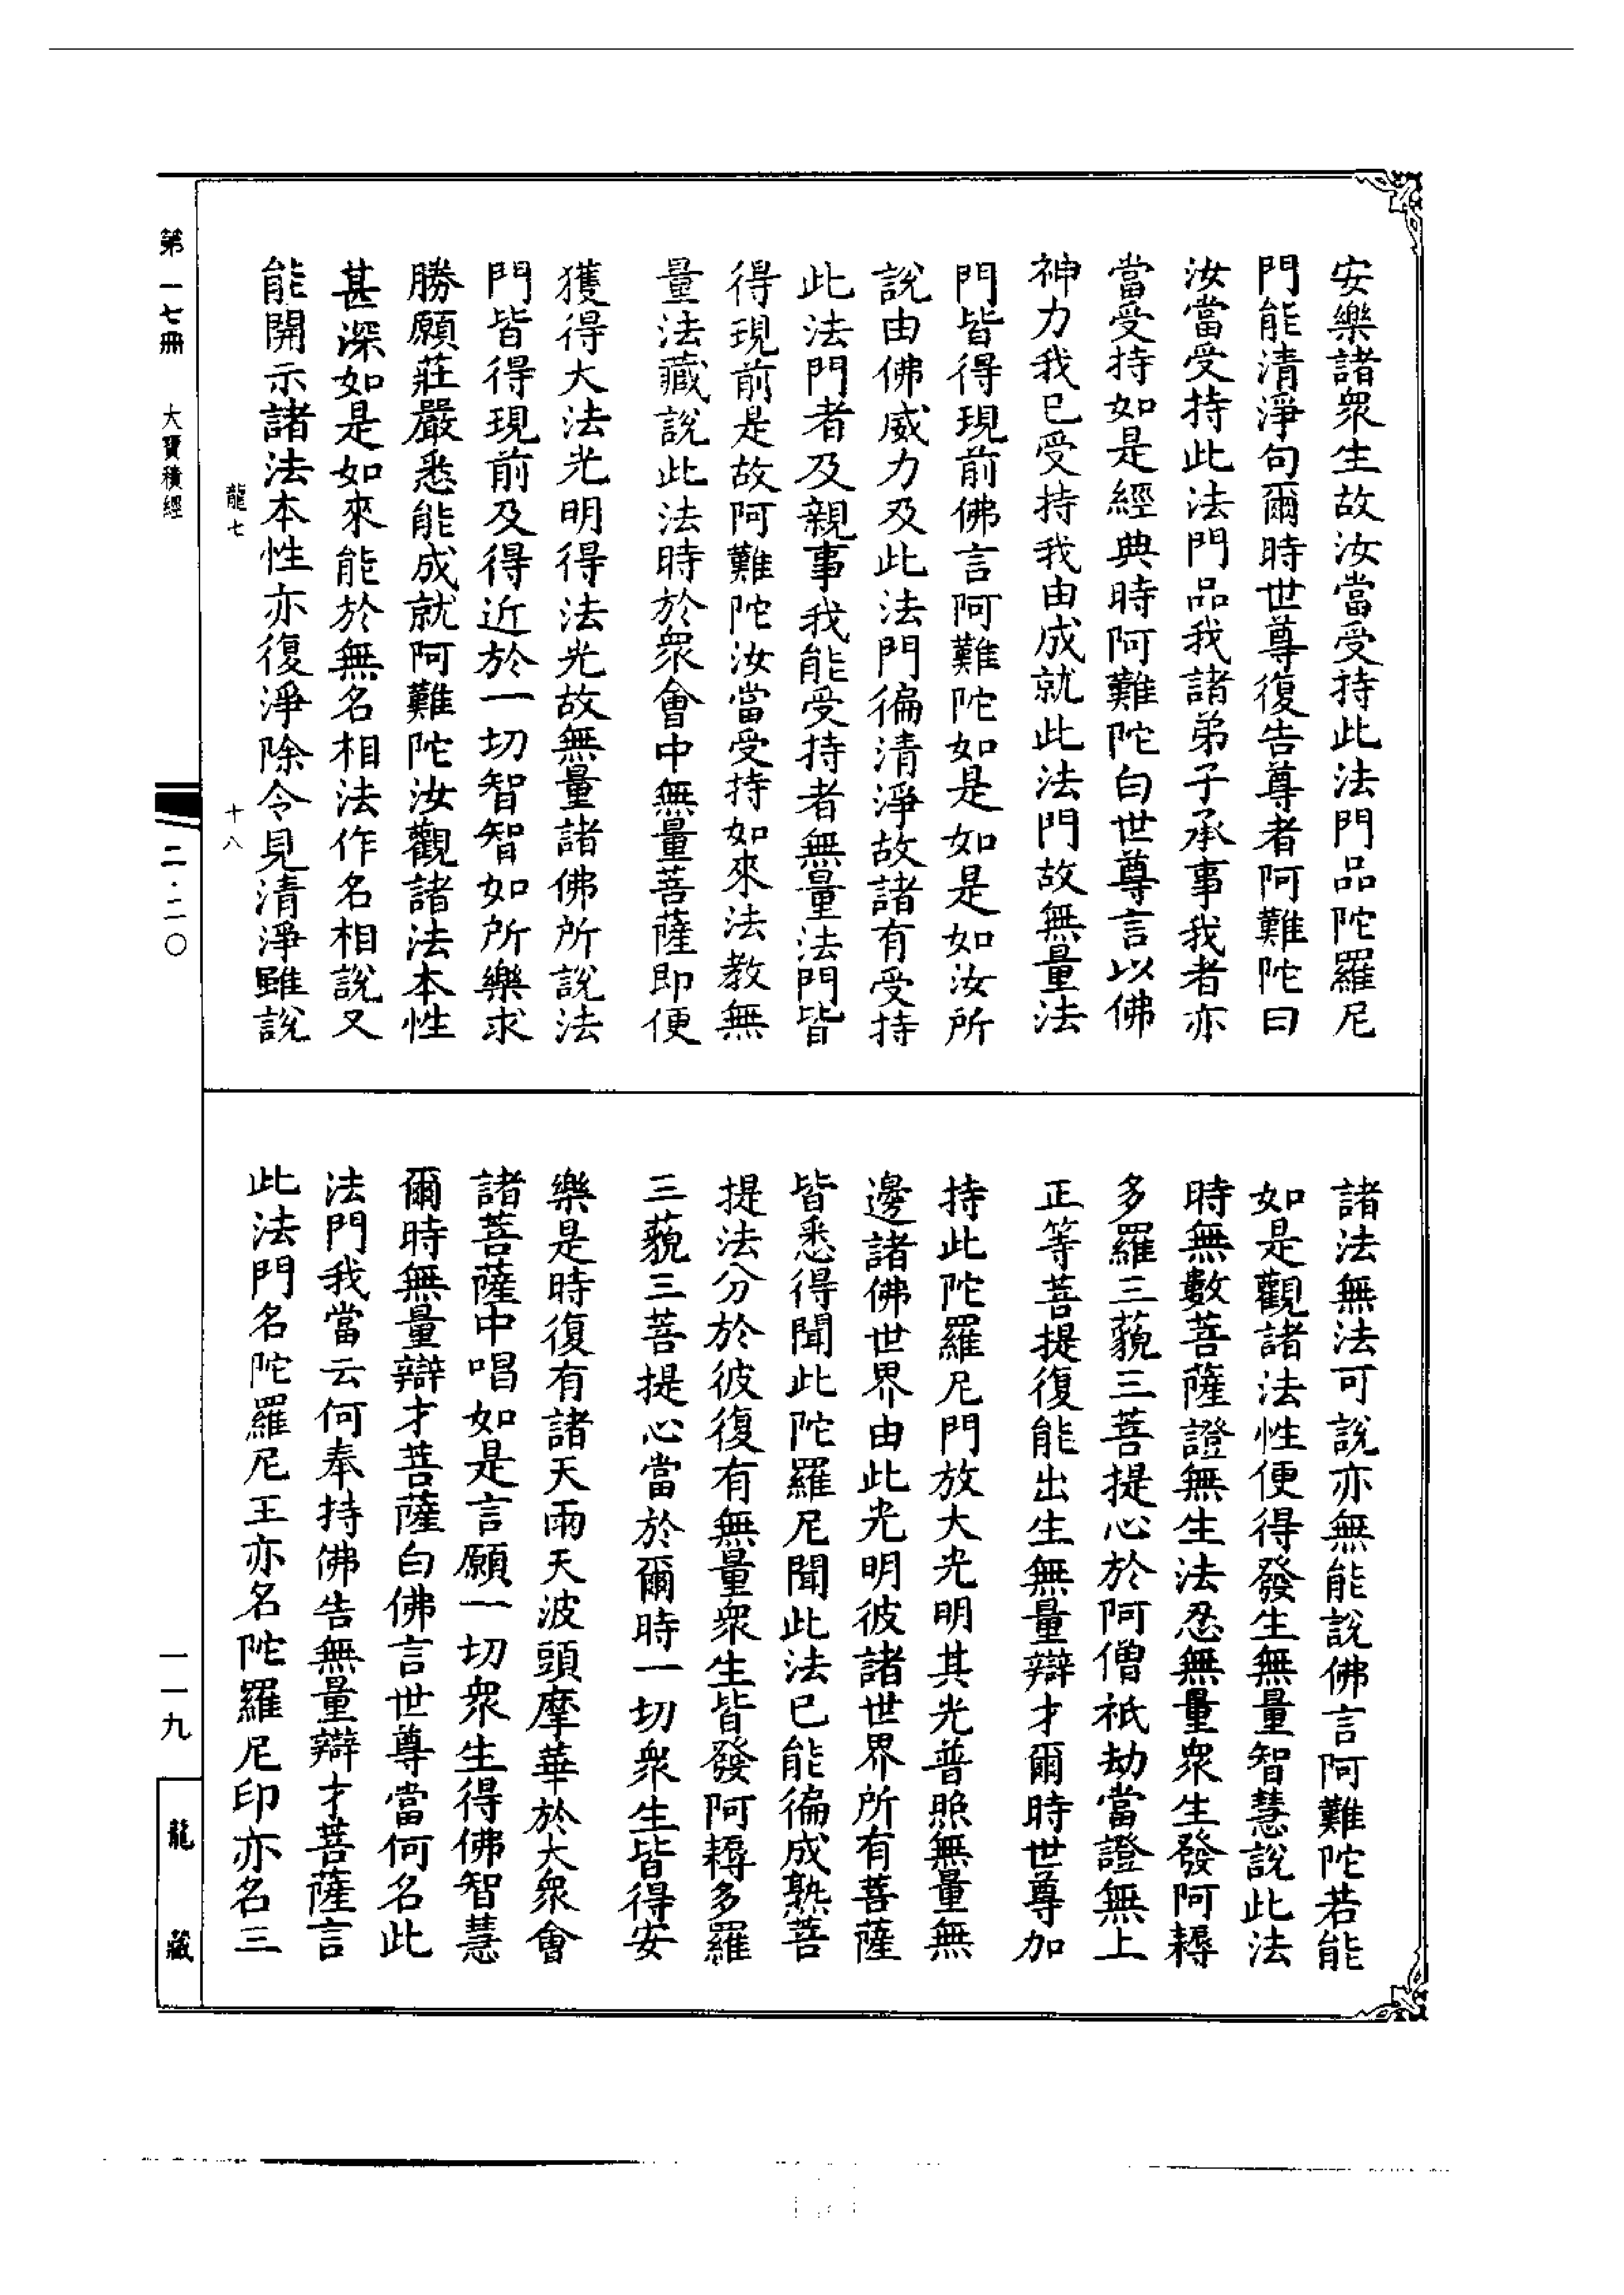 安樂諸衆生故汝當受持此法門品陀羅尼
門能清淨句爾時世尊復告尊者阿難陀曰
汝當受持此法門品我諸弟子承事我者亦
當受持如是經典時阿難陀白世尊言以佛
神力我已受持我由成就此法門故無量法
門皆得現前佛言阿難陀如是如是如汝所
說由佛威力及此法門徧清淨故諸有受持
此法門者及親事我能受持者無量法門皆
得現前是故阿難陀汝當受持如來法教無
量法藏說此法時於衆會中無量菩薩即便
獲得大法光明得法光故無量諸佛所說法
門皆得現前及得近於一切智智如所樂求
勝願莊嚴悉能成就阿難陀汝觀諸法本性
甚深如是如來能於無名相法作名相說又
能開示諸法本性亦復淨除令見清淨雖說
諸法無法可說亦無能說佛言阿難陀若能
如是觀諸法性便得發生無量智慧說此法
時無數菩薩證無生法忍無量衆生發阿耨
多羅三藐三菩提心於阿僧祇劫當證無上
正等菩提復能出生無量辯才爾時世尊加
持此陀羅尼門放大光明其光普照無量無
邊諸佛世界由此光明彼諸世界所有菩薩
皆悉得聞此陀羅尼聞此法已能徧成熟菩
提法分於彼復有無量衆生皆發阿耨多羅
三藐三菩提心當於爾時一切衆生皆得安
樂是時復有諸天雨天波頭摩華於大衆會
諸菩薩中唱如是言願一切衆生得佛智慧
爾時無量辯才菩薩白佛言世尊當何名此
法門我當云何奉持佛告無量辯才菩薩言
此法門名陀羅尼王亦名陀羅尼印亦名三
龍七
十八
第一七冊
大寶積經
二·二〇
一一九
龍藏